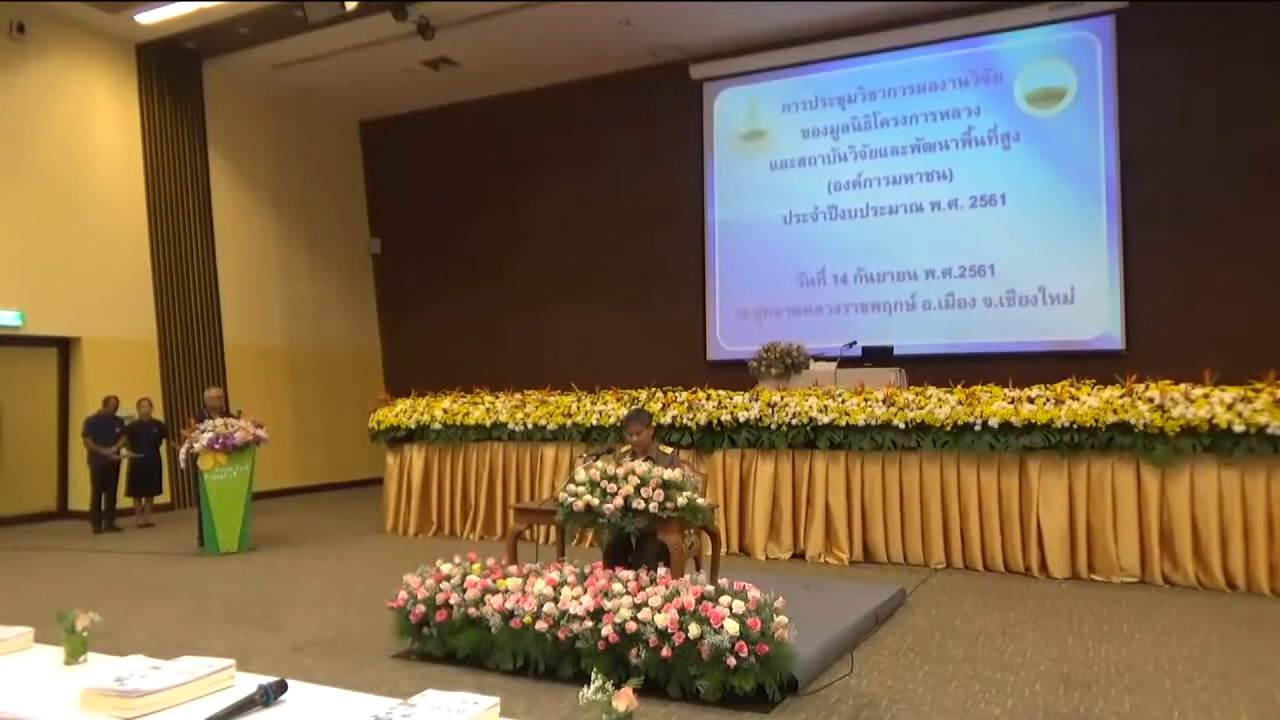 การประชุมวิชาการผลงานวิจัย
ของมูลนิธิโครงการหลวง
และสถาบันวิจัยและพัฒนาพื้นที่สูง
(องค์การมหาชน)
ประจำปีงบประมาณ พ.ศ. 2561
วันที่ 14 กันยายน พ.ศ.2561
ณ อุทยานหลวงราชพฤกษ์ อ.เมือง จ.เชียงใหม่